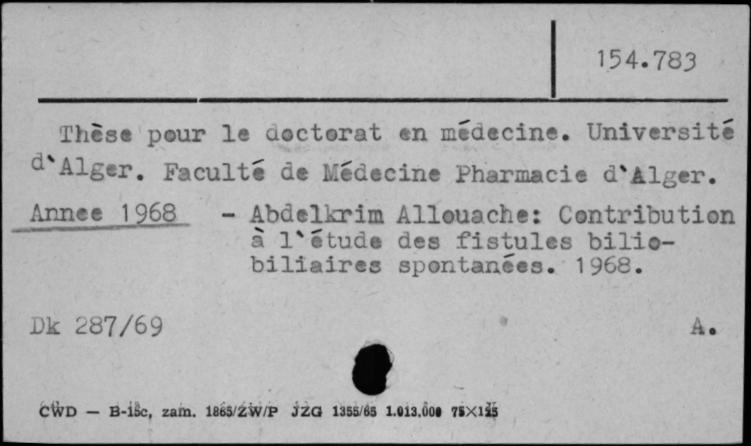 154.783
Thèse pour le doctorat en médecine. Université
d'Alger. Faculté de Médecine Pharmacie d'Alger.
Annee 1968 - Abdelkrim Allouache: Contribution
à l'étude des fistules bilio-
biliaires spontanées. 1968.
Dk 287/69 A.
CWD — B-isc, zam. 1865/ZW/P JZG 1355/65 1.013,000 75×125